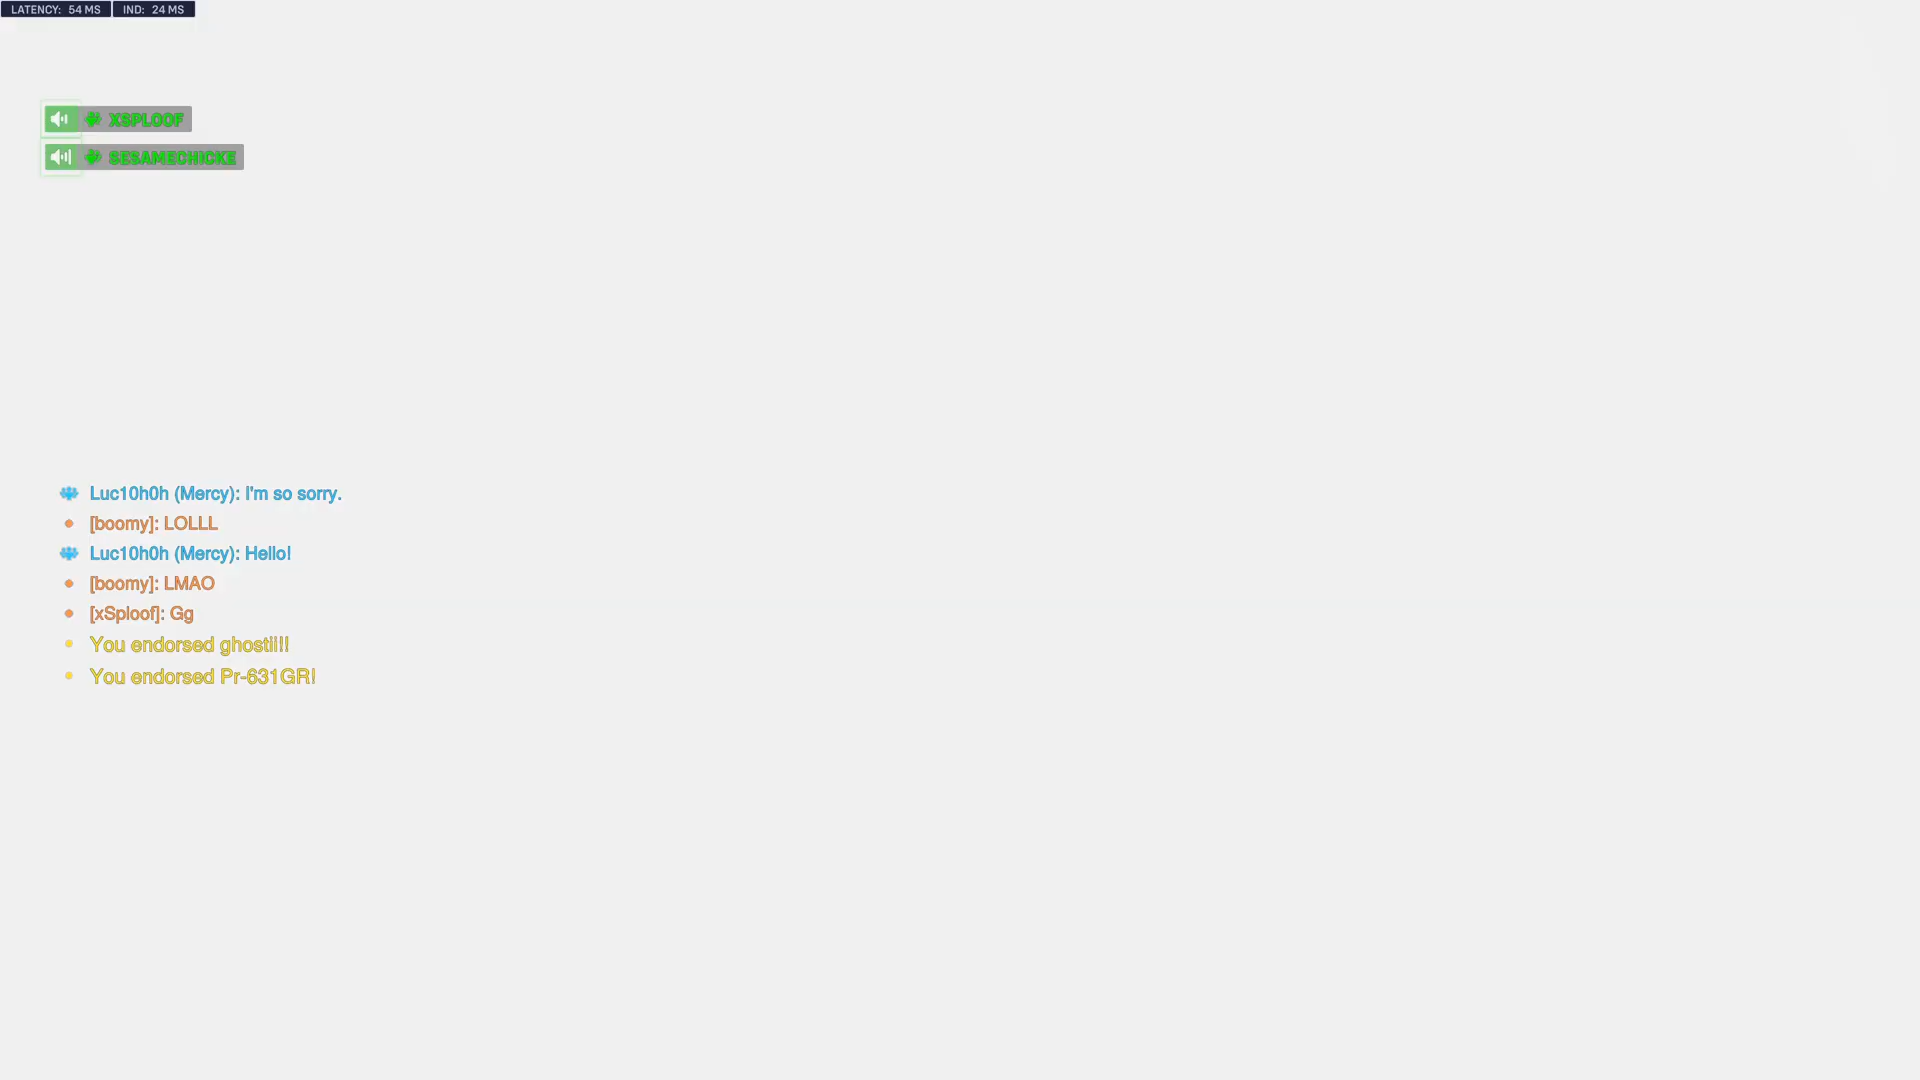 LATENCY: 54 MS IND: 24 MS
XSPLOOF
SESAMECHICKE
Luc10h0h (Mercy): I'm so sorry.
[boomy]: LOLLL
Luc10h0h (Mercy): Hello!
[boomy]: LMAO
[xSploof]: Gg
You endorsed ghostii!!
You endorsed Pr-631GR!